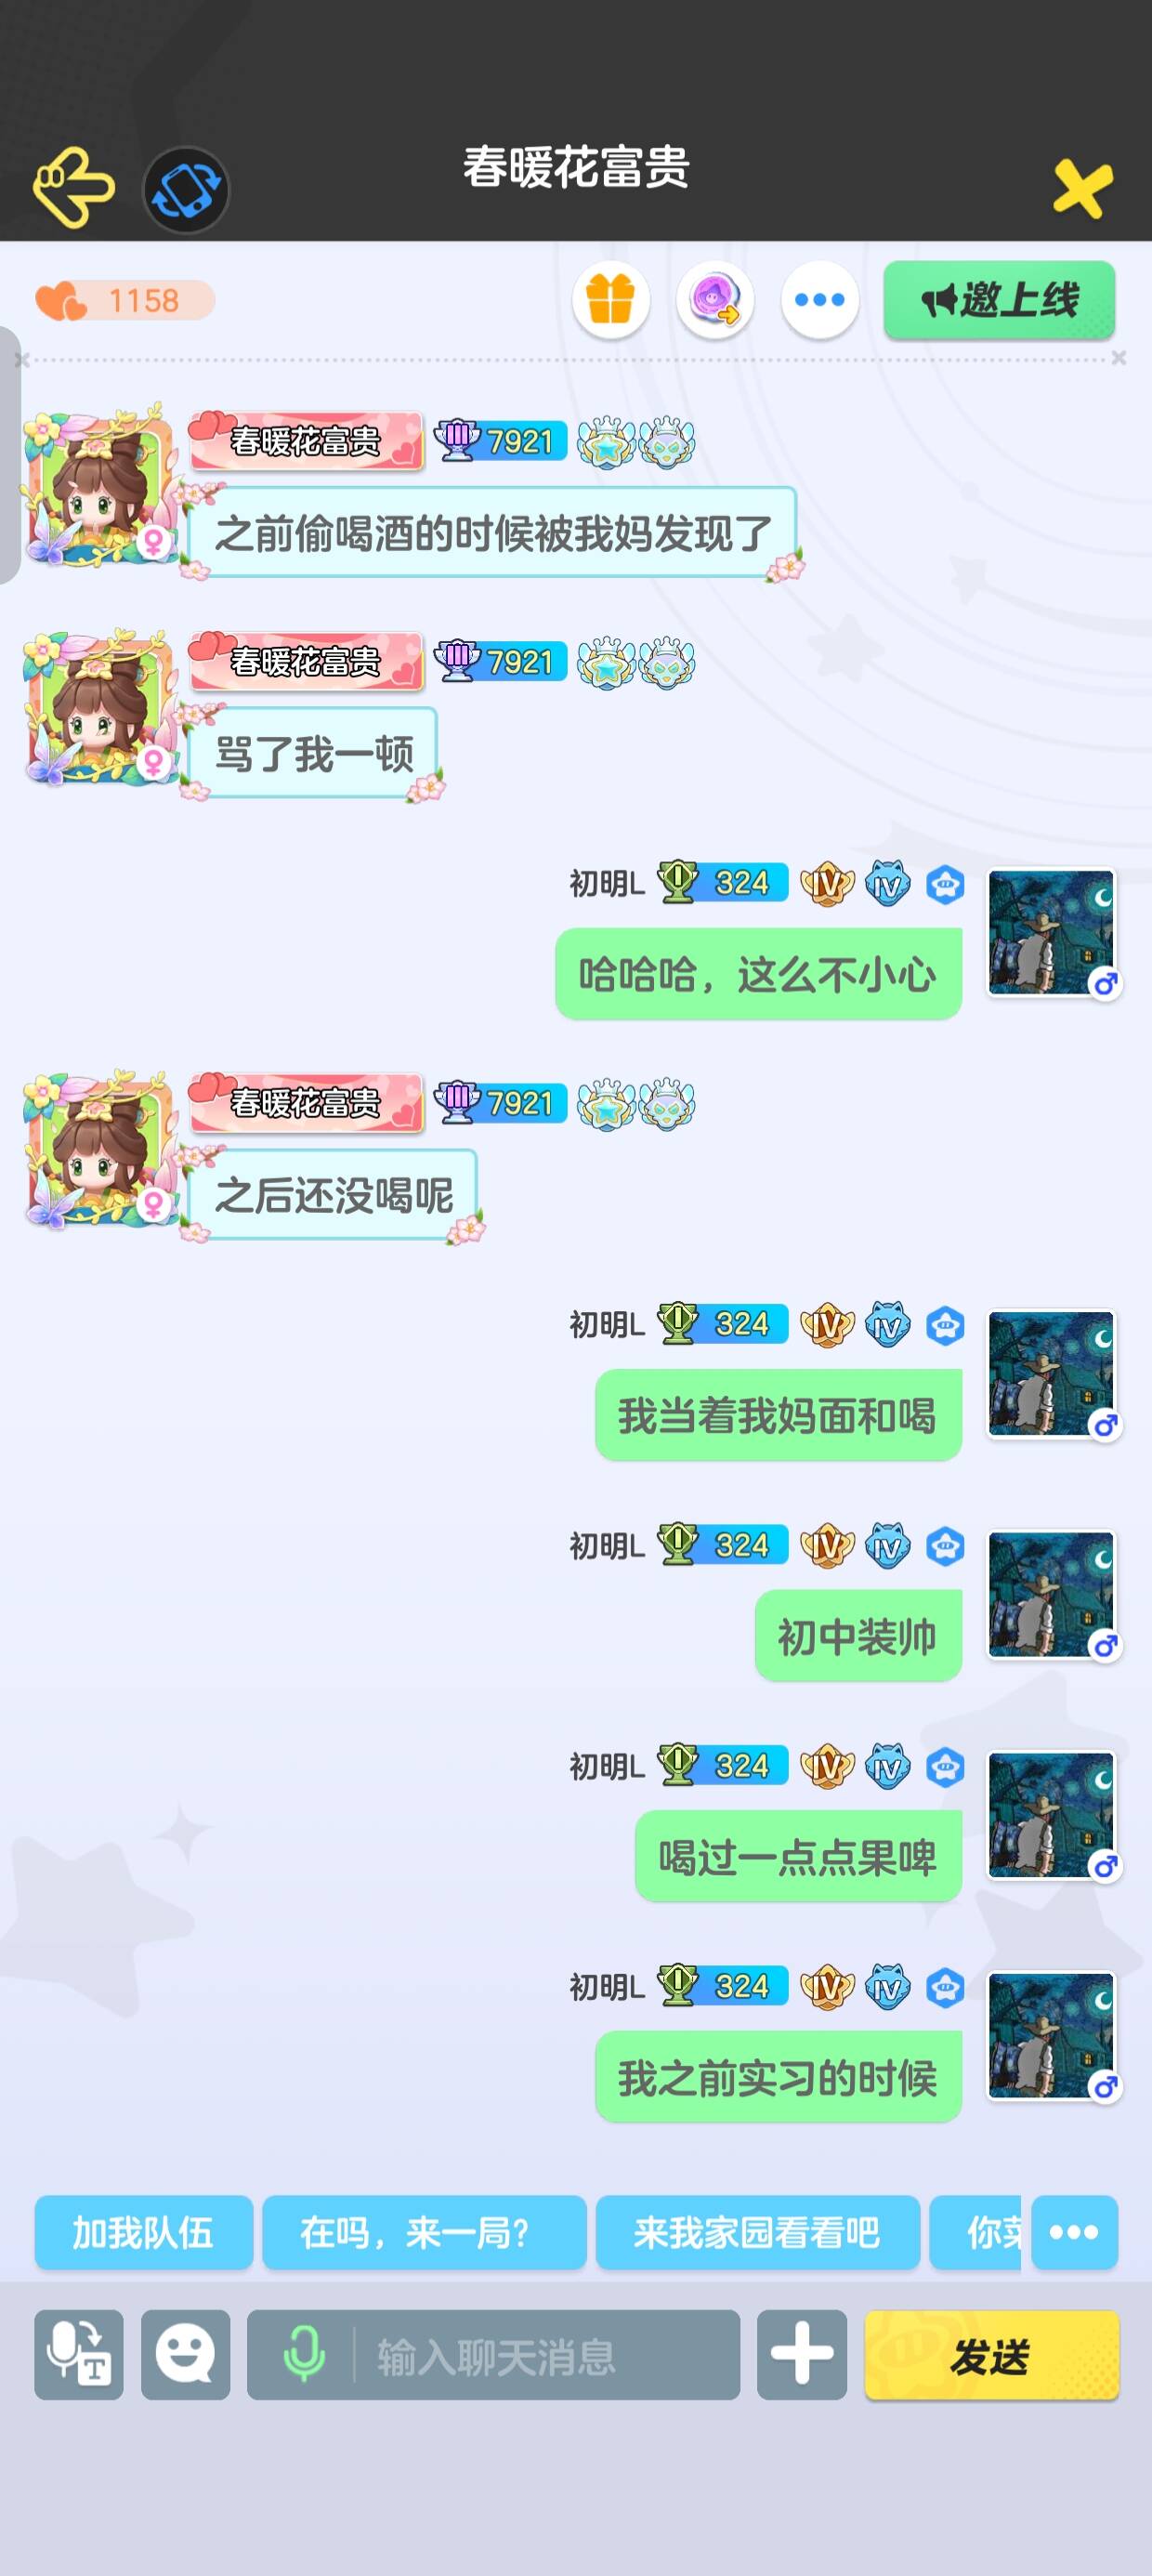 春暖花富贵
1158
邀上线
春暖花富贵 III 7921
之前偷喝酒的时候被我妈发现了
春暖花富贵 III 7921
骂了我一顿
初明L I 324 IV IV
哈哈哈，这么不小心
春暖花富贵 III 7921
之后还没喝呢
初明L I 324 IV IV
我当着我妈面和喝
初明L I 324 IV IV
初中装帅
初明L I 324 IV IV
喝过一点点果啤
初明L I 324 IV IV
我之前实习的时候
加我队伍 在吗，来一局？ 来我家园看看吧 你
T 输入聊天消息 发送